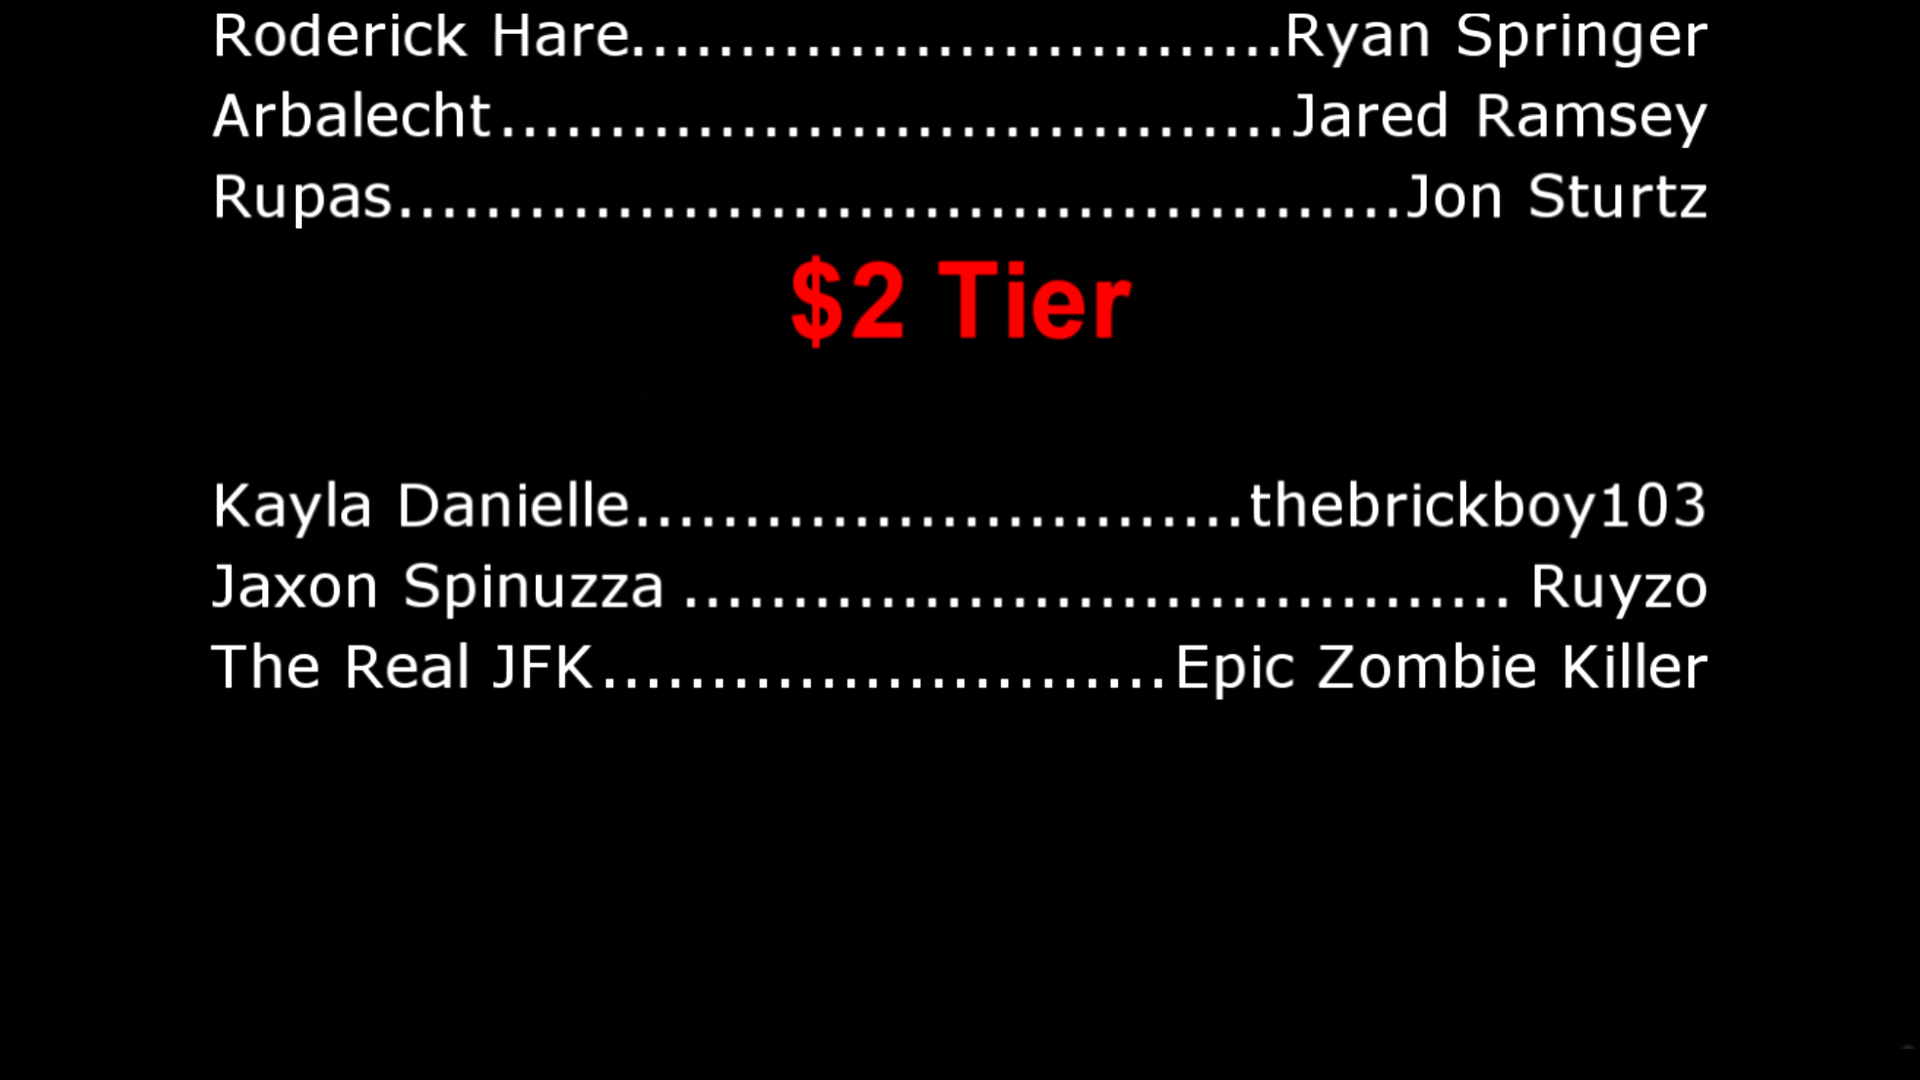 Roderick Hare..............................Ryan Springer
Arbalecht....................................Jared Ramsey
Rupas..............................................Jon Sturtz
$2 Tier
Kayla Danielle............................thebrickboy103
Jaxon Spinuzza ...................................... Ruyzo
The Real JFK..........................Epic Zombie Killer